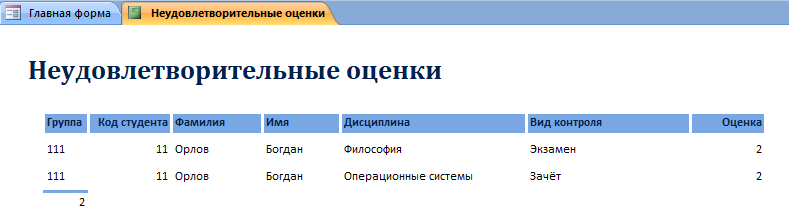 Главная форма Неудовлетворительные оценки
Неудовлетворительные оценки
Группа Код студента Фамилия Имя Дисциплина Вид контроля Оценка
111 11 Орлов Богдан Философия Экзамен 2
111 11 Орлов Богдан Операционные системы Зачёт 2
2